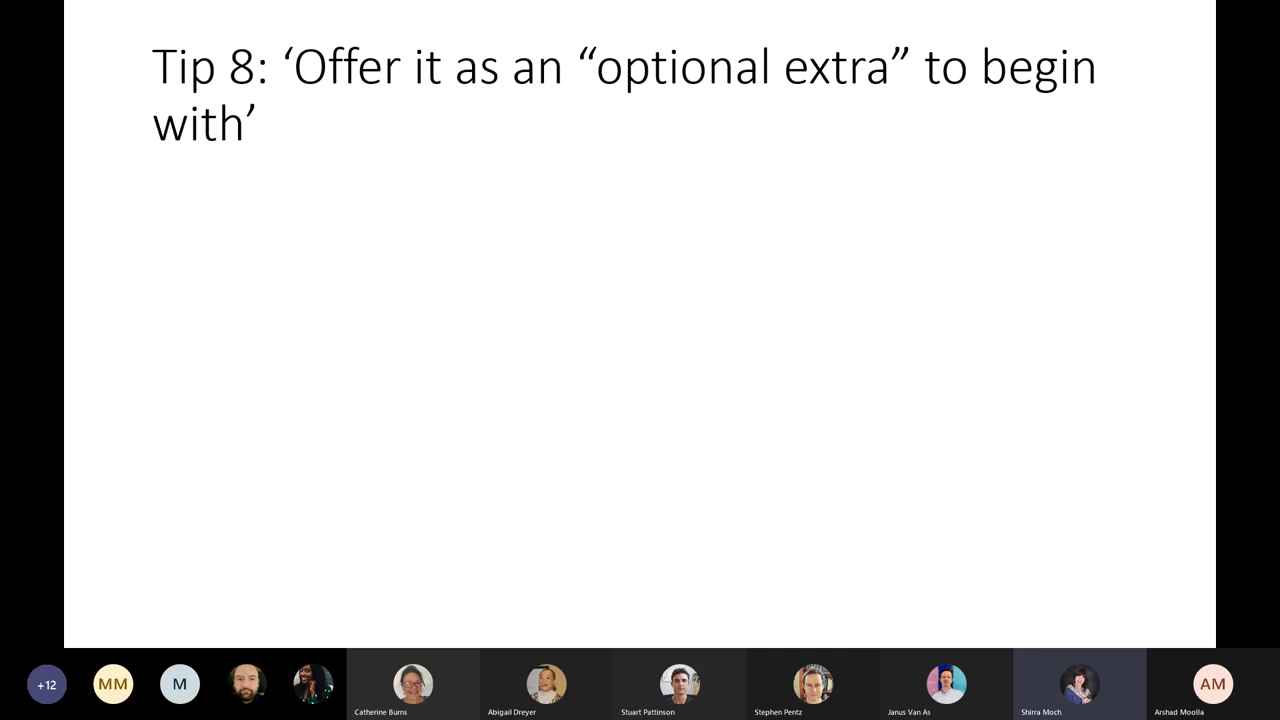 Tip 8: ‘Offer it as an “optional extra” to beg
with’
+12
MM
M
Catherine Burns
Abigail Dreyer
Stuart Pattinson
Stephen Pentz
Janus Van As
Shirra Moch
AM
Arshad Moolla